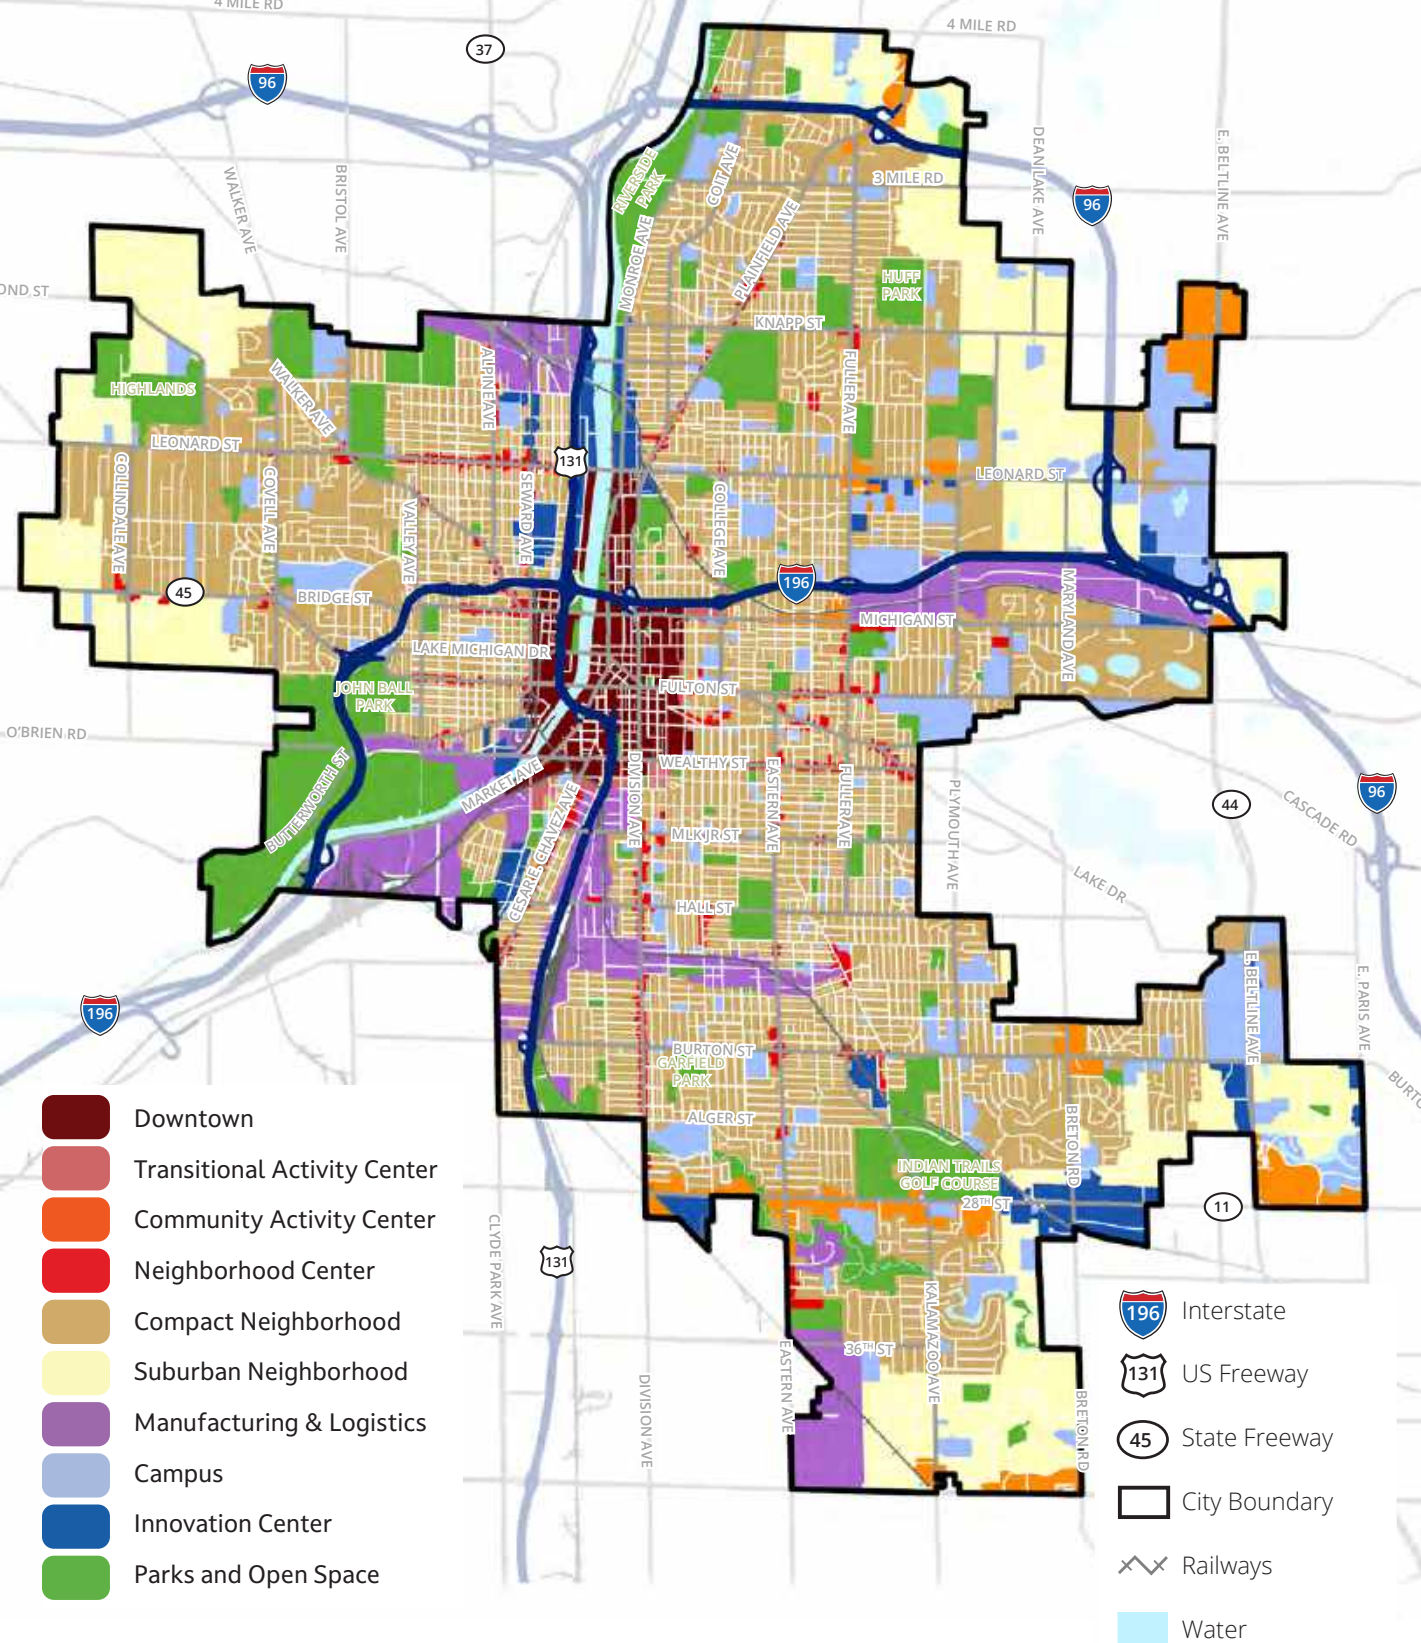 4 MILE RD
37
4 MILE RD
96
DEAN LAKE AVE
E. BELTLINE AVE
WALKER AVE
BRISTOL AVE
RIVERSIDE
PARK
COIT AVE
3 MILE RD
96
MONROE AVE
PLAINFIELD AVE
HUFF
PARK
OND ST
KNAPP ST
ALPINE AVE
FULLER AVE
HIGHLANDS
WALKER AVE
LEONARD ST
131
LEONARD ST
COLLINDALE AVE
COVELL AVE
VALLEY AVE
SEWARD AVE
COLLEGE AVE
196
45
BRIDGE ST
MICHIGAN ST
MARYLAND AVE
LAKE MICHIGAN DR
JOHN BALL
PARK
FULTON ST
O'BRIEN RD
BUTTERWORTH ST
MARKET AVE
WEALTHY ST
DIVISION AVE
EASTERN AVE
FULLER AVE
PLYMOUTH AVE
44
96
CASCADE RD
CESAR E. CHAVEZ AVE
MLK JR ST
LAKE DR
HALL ST
E. BELTLINE AVE
E. PARIS AVE
196
BURTON ST
GARFIELD
PARK
BURTO
ALGER ST
BRETON RD
INDIAN TRAILS
GOLF COURSE
28TH ST
11
CLYDE PARK AVE
131
KALAMAZOO AVE
36TH ST
EASTERN AVE
DIVISION AVE
BRETON RD
Downtown
Transitional Activity Center
Community Activity Center
Neighborhood Center
Compact Neighborhood
Suburban Neighborhood
Manufacturing & Logistics
Campus
Innovation Center
Parks and Open Space
196 Interstate
131 US Freeway
45 State Freeway
City Boundary
Railways
Water